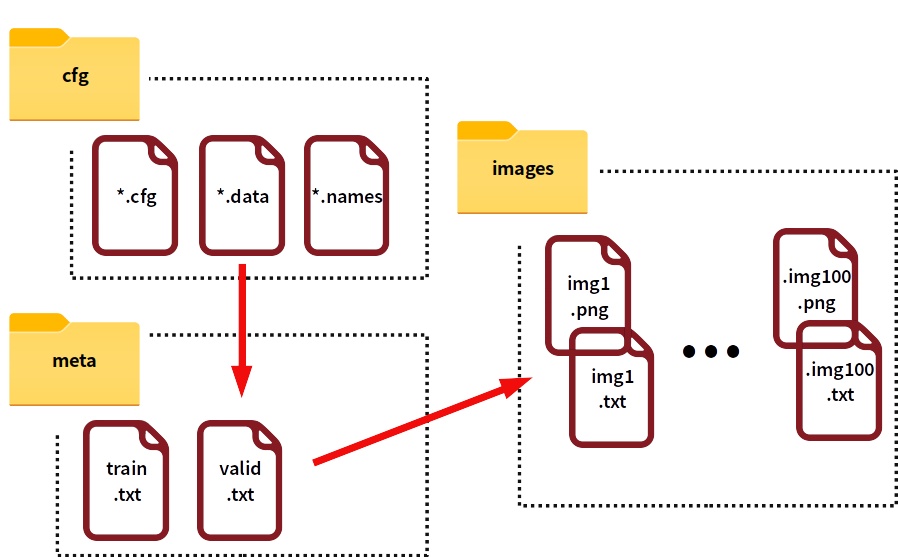 cfg
*.cfg
*.data
*.names
images
img1
.png
img1
.txt
.img100
.png
.img100
.txt
meta
train
.txt
valid
.txt